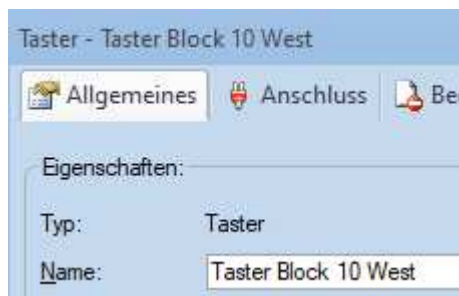 Taster - Taster Block 10 West
Allgemeines Anschluss
Eigenschaften:
Typ: Taster
Name: Taster Block 10 West